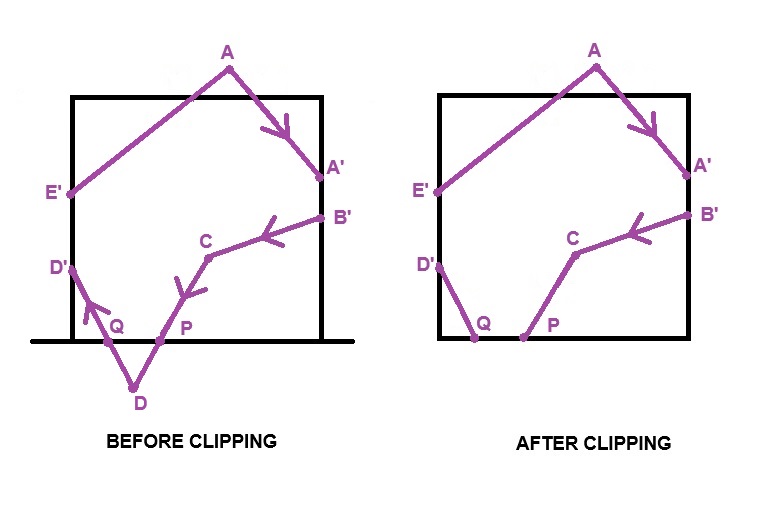 A
A'
E'
B'
C
D'
Q
P
D
BEFORE CLIPPING
A
A'
E'
B'
C
D'
Q
P
AFTER CLIPPING